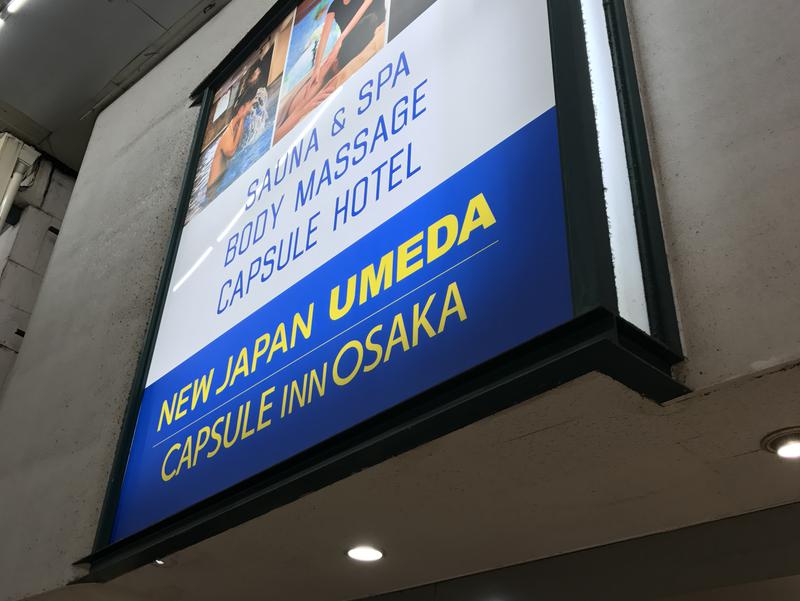 SAUNA & SPA
BODY MASSAGE
CAPSULE HOTEL
NEW JAPAN UMEDA
CAPSULE INN OSAKA